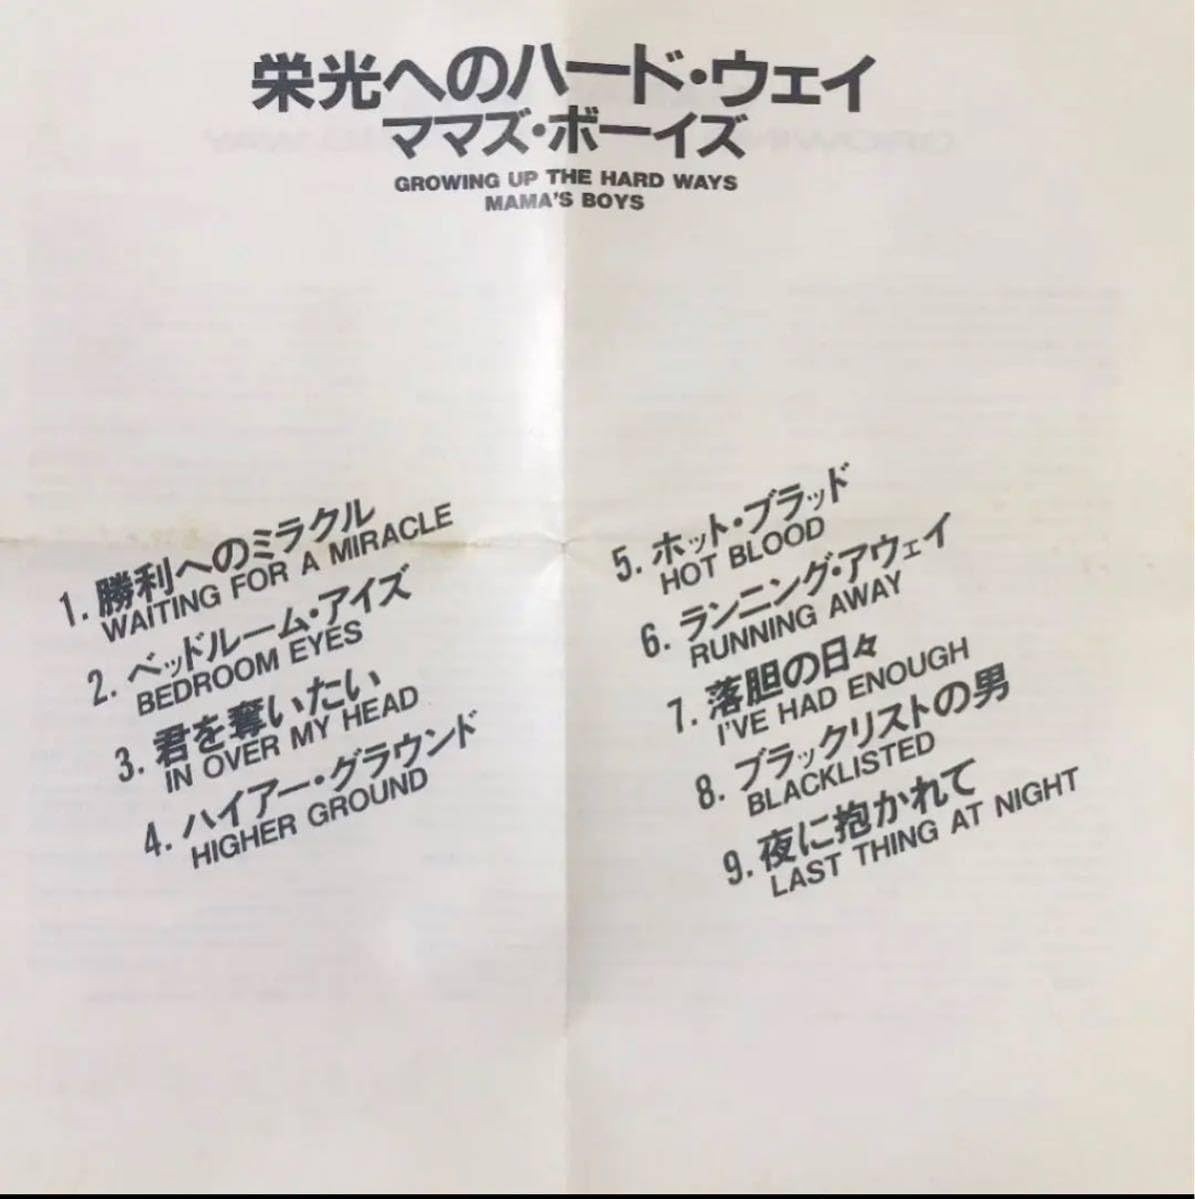 栄光へのハード・ウェイ
ママズ・ボーイズ
GROWING UP THE HARD WAYS
MAMA'S BOYS
1. 勝利へのミラクル
WAITING FOR A MIRACLE
2. ベッドルーム・アイズ
BEDROOM EYES
3. 君を奪いたい
IN OVER MY HEAD
4. ハイアー・グラウンド
HIGHER GROUND
5. ホット・ブラッド
HOT BLOOD
6. ランニング・アウェイ
RUNNING AWAY
7. 落胆の日々
I'VE HAD ENOUGH
8. ブラックリストの男
BLACKLISTED
9. 夜に抱かれて
LAST THING AT NIGHT